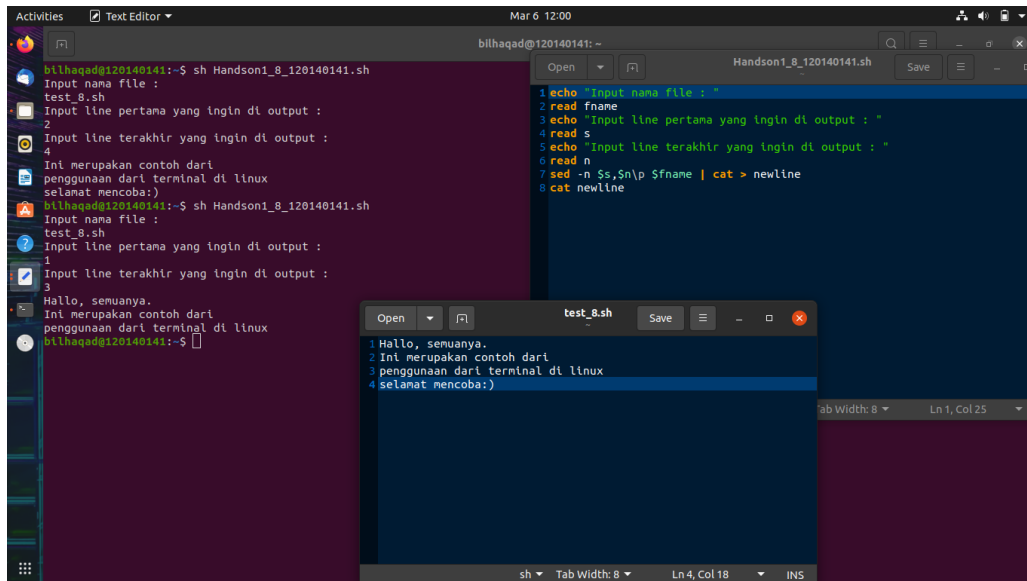 Activities Text Editor Mar 6 12:00
bilhaqad@120140141: ~
bilhaqad@120140141:~$ sh Handson1_8_120140141.sh
Input nama file :
test_8.sh
Input line pertama yang ingin di output :
2
Input line terakhir yang ingin di output :
4
Ini merupakan contoh dari
penggunaan dari terminal di linux
selamat mencoba:)
bilhaqad@120140141:~$ sh Handson1_8_120140141.sh
Input nama file :
test_8.sh
Input line pertama yang ingin di output :
1
Input line terakhir yang ingin di output :
3
Hallo, semuanya.
Ini merupakan contoh dari
penggunaan dari terminal di linux
bilhaqad@120140141:~$
Open Handson1_8_120140141.sh Save
~
1 echo "Input nama file : "
2 read fname
3 echo "Input line pertama yang ingin di output : "
4 read s
5 echo "Input line terakhir yang ingin di output : "
6 read n
7 sed -n $s,$n\p $fname | cat > newline
8 cat newline
Tab Width: 8 Ln 1, Col 25
Open test_8.sh Save
~
1 Hallo, semuanya.
2 Ini merupakan contoh dari
3 penggunaan dari terminal di linux
4 selamat mencoba:)
sh Tab Width: 8 Ln 4, Col 18 INS